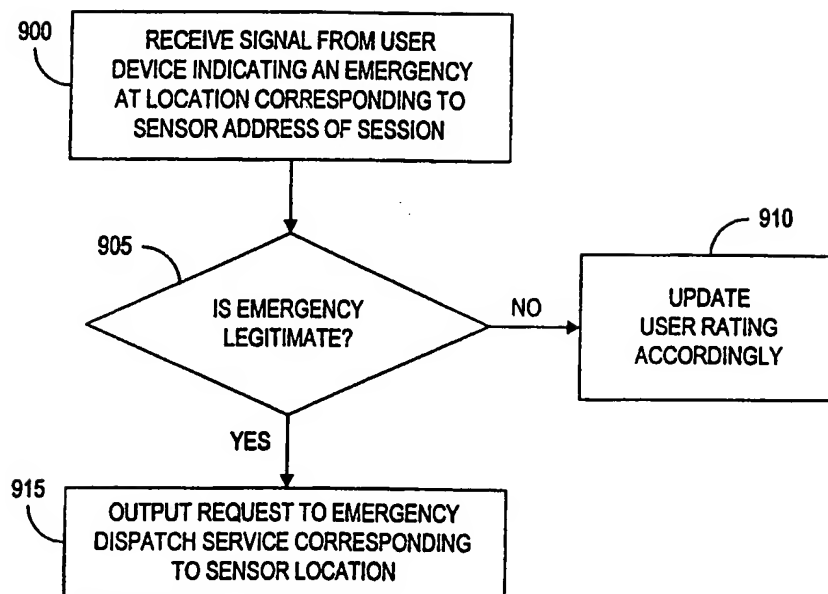 900
RECEIVE SIGNAL FROM USER
DEVICE INDICATING AN EMERGENCY
AT LOCATION CORRESPONDING TO
SENSOR ADDRESS OF SESSION
905
IS EMERGENCY
LEGITIMATE?
NO
910
UPDATE
USER RATING
ACCORDINGLY
YES
915
OUTPUT REQUEST TO EMERGENCY
DISPATCH SERVICE CORRESPONDING
TO SENSOR LOCATION